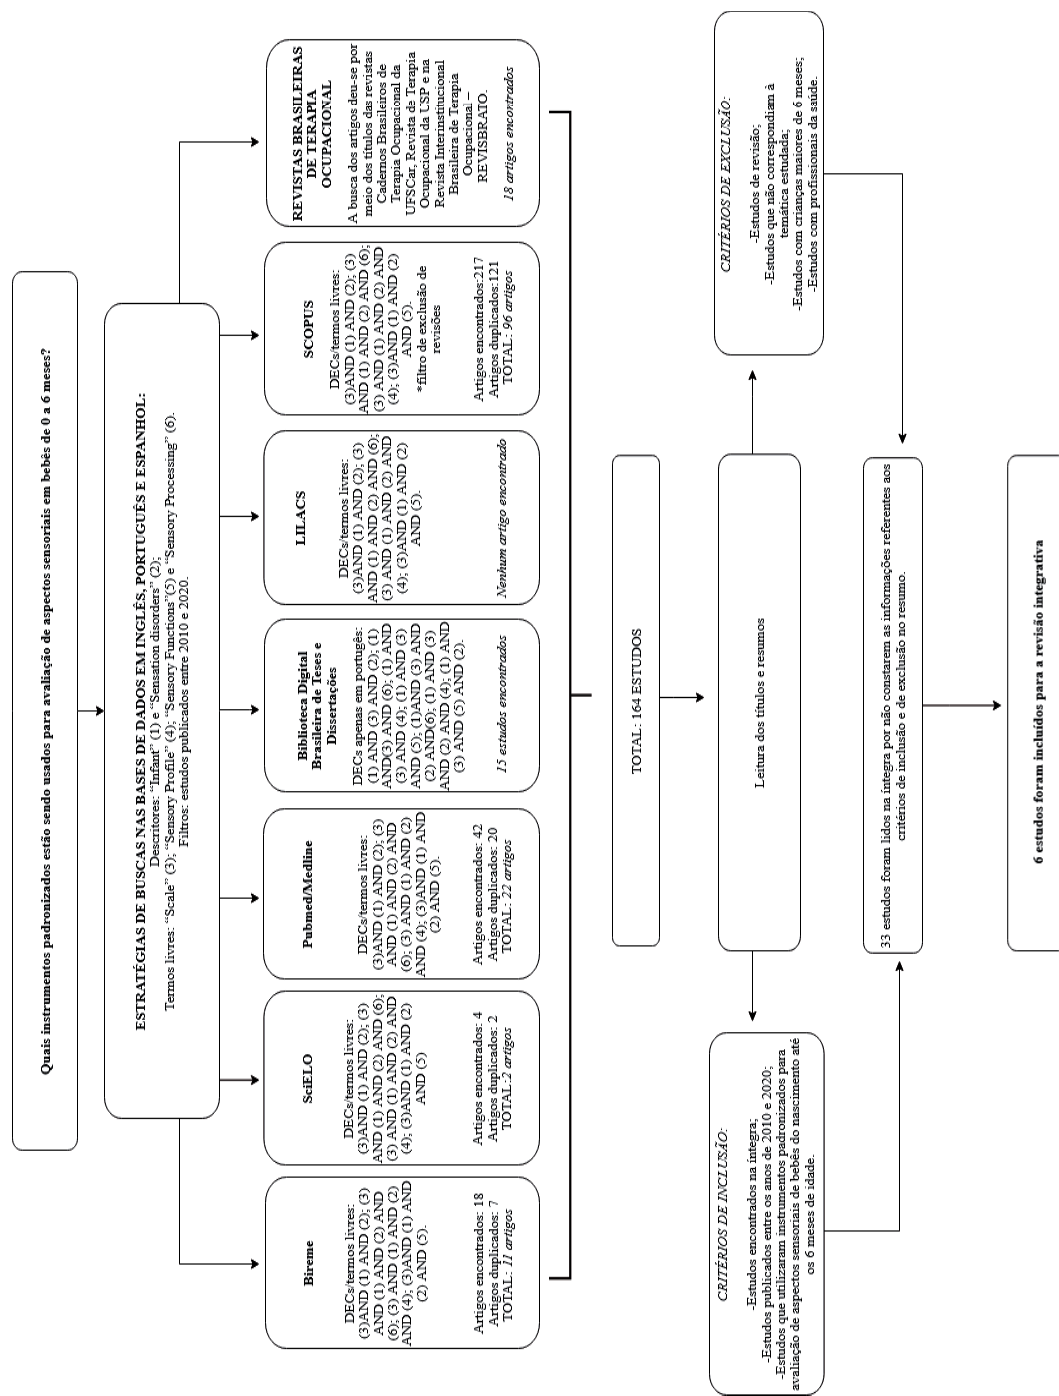 Quais instrumentos padronizados estão sendo usados para avaliação de aspectos sensoriais em bebês de 0 a 6 meses?
ESTRATÉGIAS DE BUSCAS NAS BASES DE DADOS EM INGLÊS, PORTUGUÊS E ESPANHOL:
Descritores: “Infant” (1) e “Sensation disorders” (2);
Termos livres: “Scale” (3); “Sensory Profile” (4); “Sensory Functions”(5) e “Sensory Processing” (6).
Filtros: estudos publicados entre 2010 e 2020.
Bireme
DECs/termos livres:
(3)AND (1) AND (2); (3)
AND (1) AND (2) AND
(6); (3) AND (1) AND (2)
AND (4); (3)AND (1) AND
(2) AND (5).
Artigos encontrados: 18
Artigos duplicados: 7
TOTAL: 11 artigos
SciELO
DECs/termos livres:
(3)AND (1) AND (2); (3)
AND (1) AND (2) AND (6);
(3) AND (1) AND (2) AND
(4); (3)AND (1) AND (2)
AND (5)
Artigos encontrados: 4
Artigos duplicados: 2
TOTAL:2 artigos
Pubmed/Medline
DECs/termos livres:
(3)AND (1) AND (2); (3)
AND (1) AND (2) AND
(6); (3) AND (1) AND (2)
AND (4); (3)AND (1) AND
(2) AND (5).
Artigos encontrados: 42
Artigos duplicados: 20
TOTAL: 22 artigos
Biblioteca Digital
Brasileira de Teses e
Dissertações
DECs apenas em portugês:
(1) AND (3) AND (2); (1)
AND(3) AND (6); (1) AND
(3) AND (4); (1) AND (3)
AND (5); (1)AND (3) AND
(2) AND(6); (1) AND (3)
AND (2) AND (4); (1) AND
(3) AND (5) AND (2).
15 estudos encontrados
LILACS
DECs/termos livres:
(3)AND (1) AND (2); (3)
AND (1) AND (2) AND (6);
(3) AND (1) AND (2) AND
(4); (3)AND (1) AND (2)
AND (5).
Nenhum artigo encontrado
SCOPUS
DECs/termos livres:
(3)AND (1) AND (2); (3)
AND (1) AND (2) AND (6);
(3) AND (1) AND (2) AND
(4); (3)AND (1) AND (2)
AND (5).
*filtro de exclusão de
revisões
Artigos encontrados:217
Artigos duplicados:121
TOTAL: 96 artigos
REVISTAS BRASILEIRAS
DE TERAPIA
OCUPACIONAL
A busca dos artigos deu-se por
meio dos títulos das revistas
Cadernos Brasileiros de
Terapia Ocupacional da
UFSCar, Revista de Terapia
Ocupacional da USP e na
Revista Interinstitucional
Brasileira de Terapia
Ocupacional –
REVISBRATO.
18 artigos encontrados
TOTAL: 164 ESTUDOS
Leitura dos títulos e resumos
CRITÉRIOS DE INCLUSÃO:
-Estudos encontrados na íntegra;
-Estudos publicados entre os anos de 2010 e 2020;
-Estudos que utilizaram instrumentos padronizados para
avaliação de aspectos sensoriais de bebês do nascimento até
os 6 meses de idade.
CRITÉRIOS DE EXCLUSÃO:
-Estudos de revisão;
-Estudos que não correspondiam à
temática estudada;
-Estudos com crianças maiores de 6 meses;
-Estudos com profissionais da saúde.
33 estudos foram lidos na íntegra por não constarem as informações referentes aos
critérios de inclusão e de exclusão no resumo.
6 estudos foram incluídos para a revisão integrativa